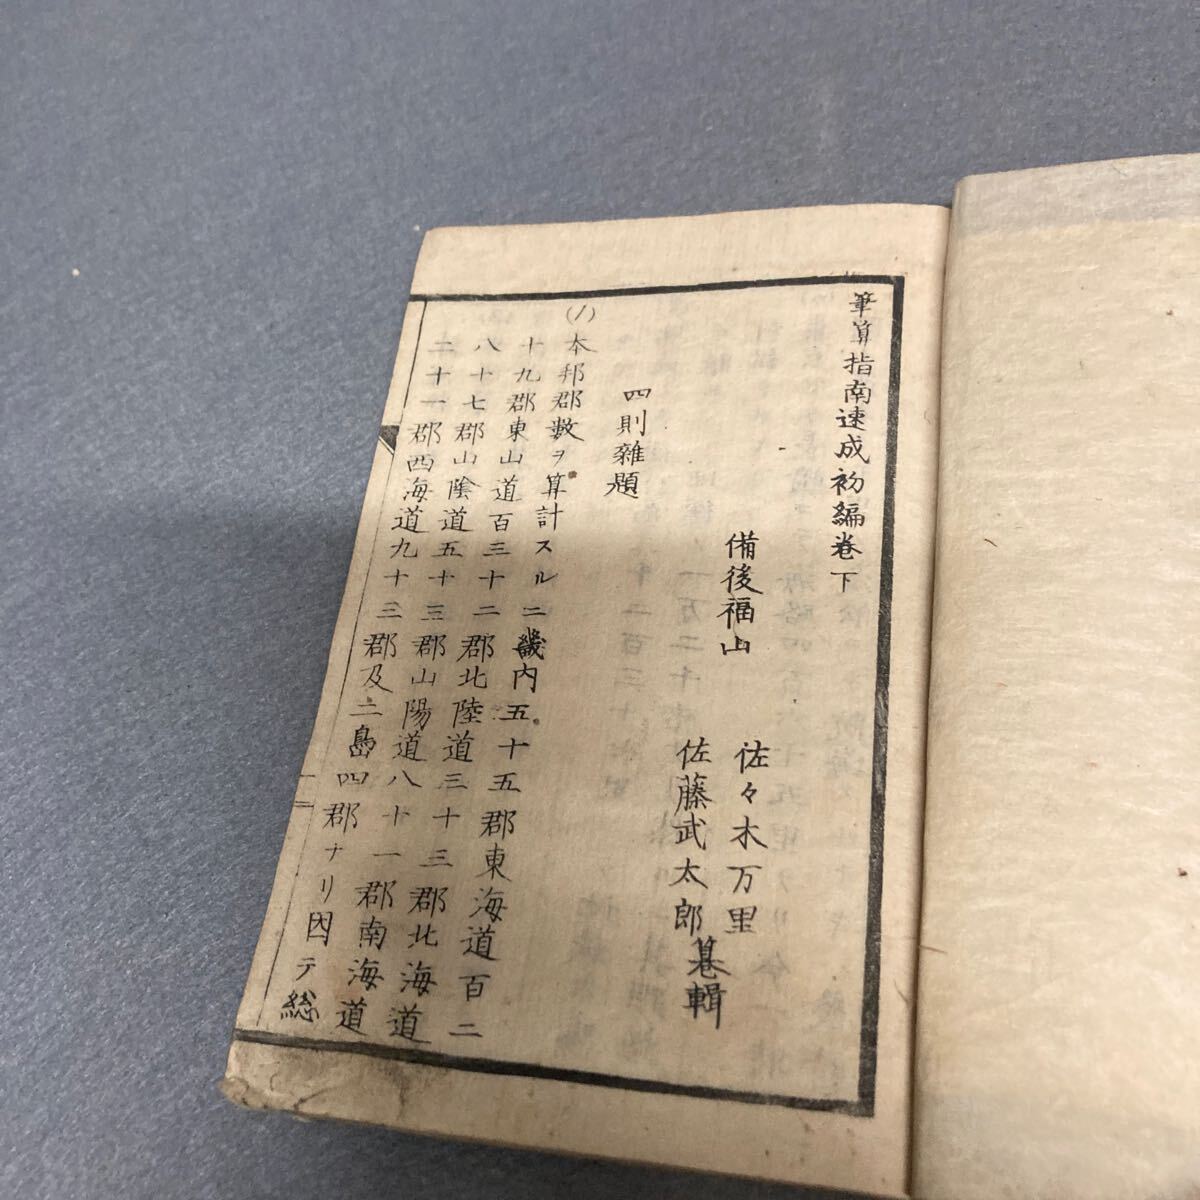 筆算指南速成初編卷下
備後福山
佐々木万里
佐藤武太郎
纂輯
四則雜題
(1)本邦郡數ヲ算計スルニ畿内五十五郡東海道百二
十九郡東山道百三十二郡北陸道三十三郡北海道
八十七郡山陰道五十三郡山陽道八十一郡南海道
二十一郡西海道九十三郡及二島四郡ナリ因テ総